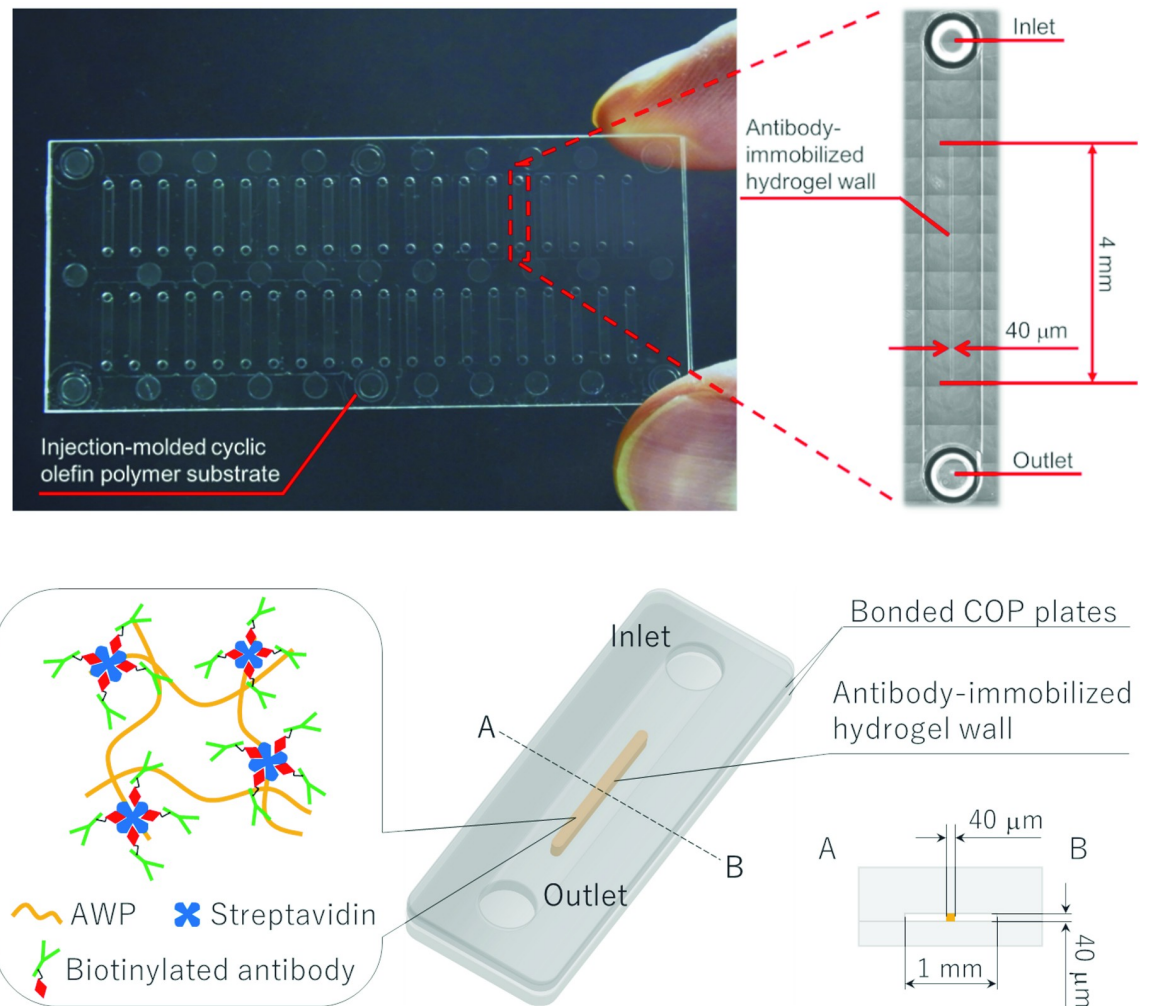 Inlet
Antibody-
immobilized
hydrogel wall
4 mm
40 μm
Injection-molded cyclic
olefin polymer substrate
Outlet
Inlet
Bonded COP plates
Antibody-immobilized
hydrogel wall
A
B
Outlet
AWP
Streptavidin
Biotinylated antibody
40 μm
A
B
1 mm
40 μm